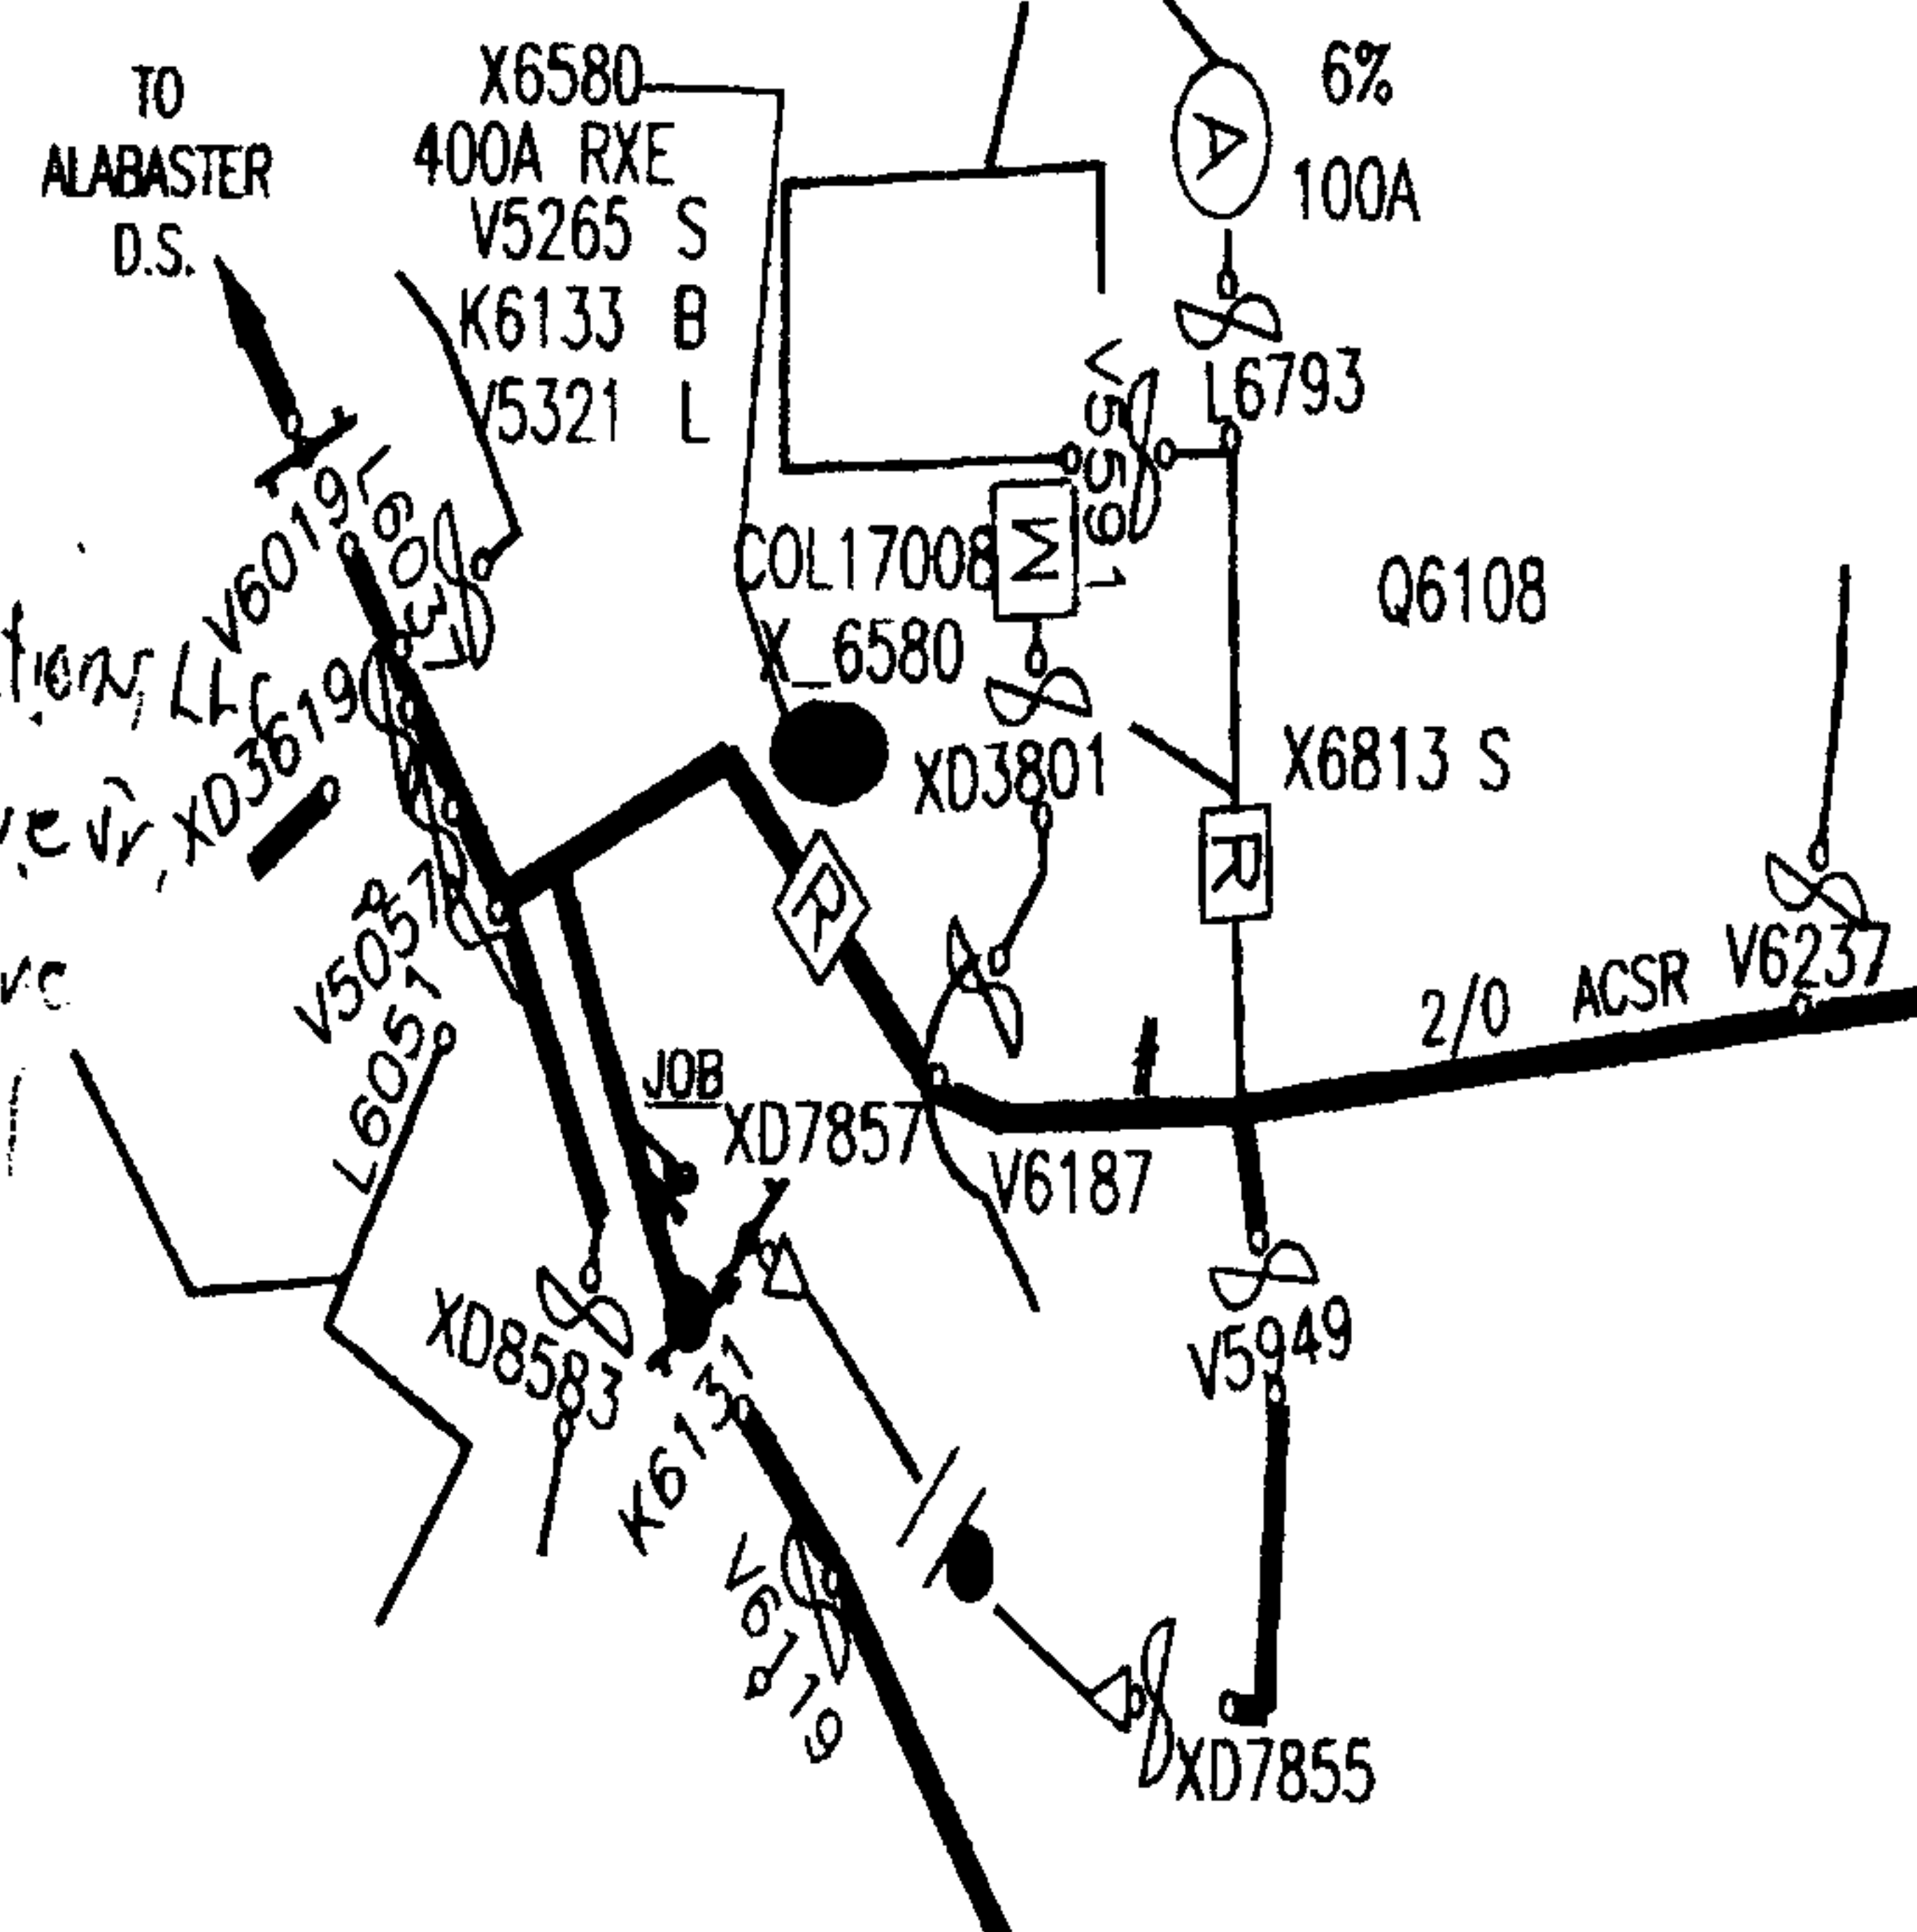 TO
ALABASTER
D.S.
X6580
400A RXE
V5265 S
K6133 B
V5321 L
6%
A
100A
L6793
V5591
V6019
L6037
COL17008
M
X_6580
Q6108
XD3619
XD3801
X6813 S
R
R
V5057
L6051
V6237
2/0 ACSR
JOB
XD7857
V6187
XD8583
V5949
K6151
V6119
XD7855